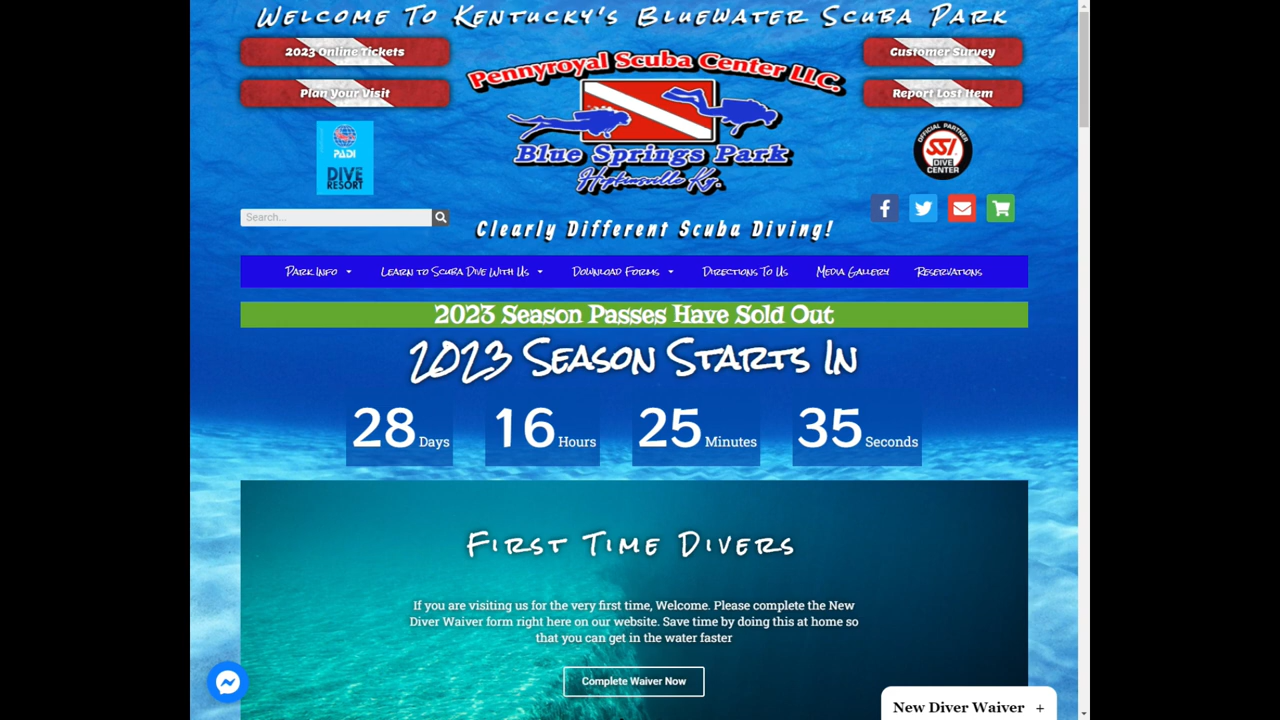 Welcome To Kentucky's Bluewater Scuba Park
2023 Online Tickets
Plan Your Visit
PADI
DIVE
RESORT
Search...
Pennyroyal Scuba Center LLC.
Blue Springs Park
Hopkinsville Ky.
Clearly Different Scuba Diving!
Customer Survey
Report Lost Item
OFFICIAL PARTNER
SSI
DIVE
CENTER
Park Info
Learn to Scuba Dive With Us
Download Forms
Directions To Us
Media Gallery
Reservations
2023 Season Passes Have Sold Out
2023 Season Starts In
28 Days
16 Hours
25 Minutes
35 Seconds
First Time Divers
If you are visiting us for the very first time, Welcome. Please complete the New
Diver Waiver form right here on our website. Save time by doing this at home so
that you can get in the water faster
Complete Waiver Now
New Diver Waiver +